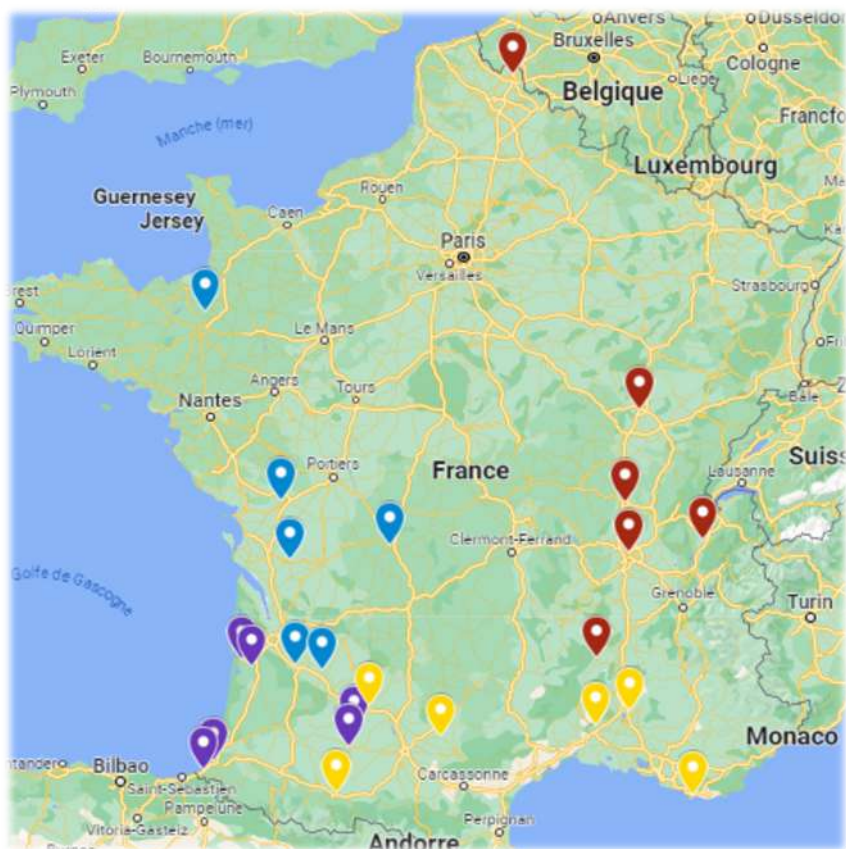 Anvers
Düsseldorf
Exeter
Bournemouth
Bruxelles
Cologne
Plymouth
Liège
Belgique
Francfo
Manche (mer)
Luxembourg
Guernesey
Jersey
Rouen
Caen
Paris
Versailles
Strasbourg
Brest
Quimper
Le Mans
Lorient
Angers
Tours
Bâle
Nantes
Poitiers
France
Lausanne
Suiss
Clermont-Ferrand
Golfe de Gascogne
Grenoble
Turin
Monaco
ntander
Bilbao
Saint-Sébastien
Carcassonne
Pampelune
Vitoria-Gasteiz
Perpignan
Andorre